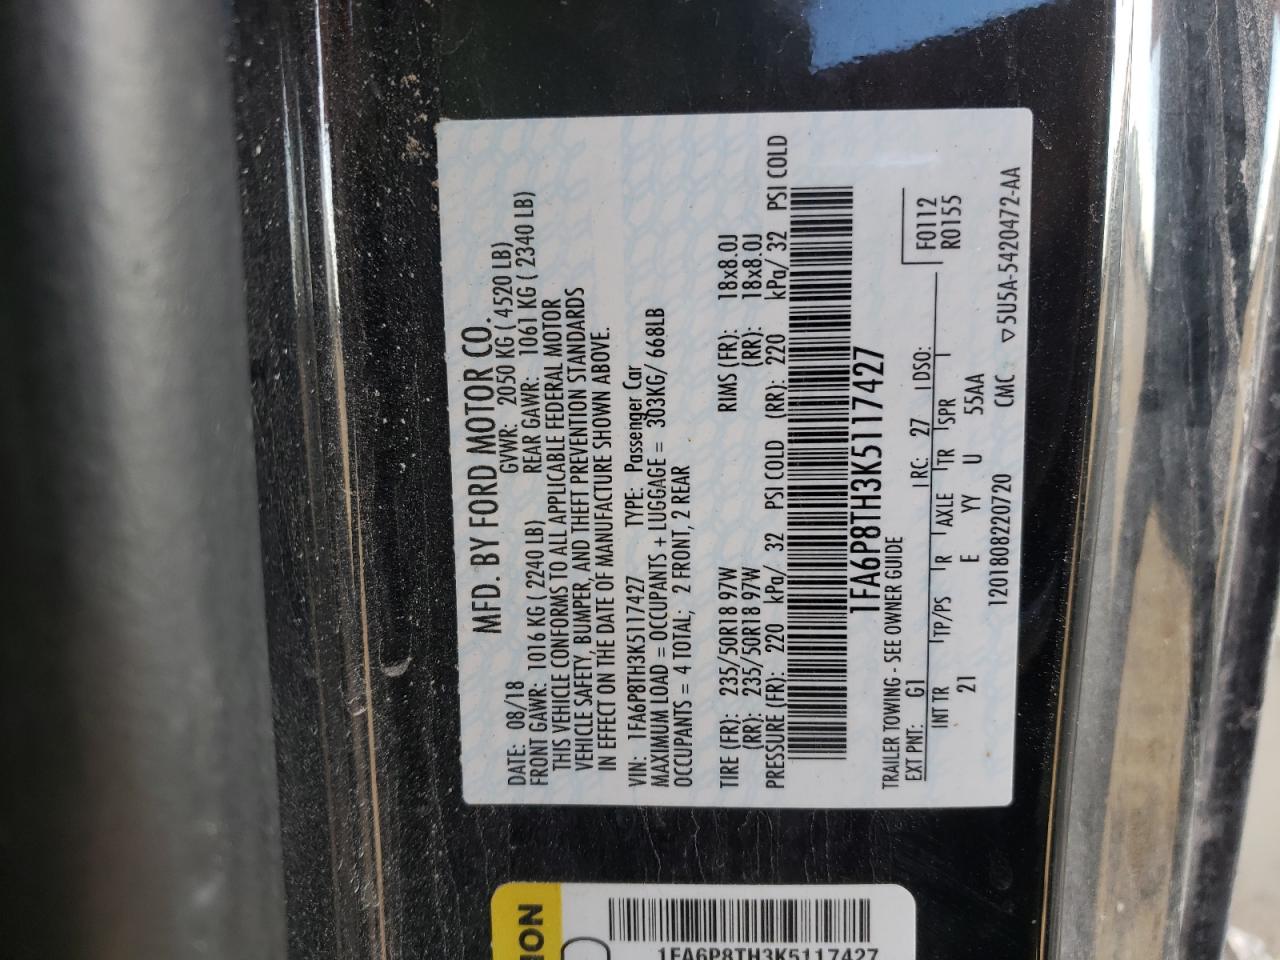 MFD. BY FORD MOTOR CO.
DATE: 08/18 GVWR: 2050 KG ( 4520 LB)
FRONT GAWR: 1016 KG ( 2240 LB) REAR GAWR: 1061 KG ( 2340 LB)
THIS VEHICLE CONFORMS TO ALL APPLICABLE FEDERAL MOTOR
VEHICLE SAFETY, BUMPER, AND THEFT PREVENTION STANDARDS
IN EFFECT ON THE DATE OF MANUFACTURE SHOWN ABOVE.
VIN: 1FA6P8TH3K5117427 TYPE: Passenger Car
MAXIMUM LOAD = OCCUPANTS + LUGGAGE = 303KG/ 668LB
OCCUPANTS = 4 TOTAL; 2 FRONT, 2 REAR
TIRE (FR): 235/50R18 97W RIMS (FR): 18x8.0J
(RR): 235/50R18 97W (RR): 18x8.0J
PRESSURE (FR): 220 kPa/ 32 PSI COLD (RR): 220 kPa/ 32 PSI COLD
1FA6P8TH3K5117427
TRAILER TOWING - SEE OWNER GUIDE
EXT PNT: G1 RC: 27 DSO: F0112
R0155
INT TR TP/PS R AXLE TR SPR
21 E YY U 55AA
1201808220720 CMC ▽5U5A-5420472-AA
ION
1FA6P8TH3K5117427